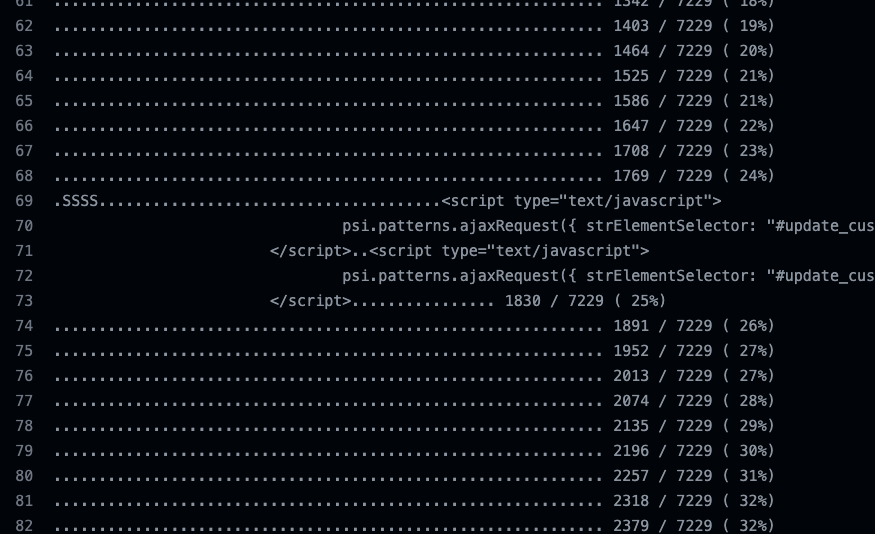 61 ............................................................. 1342 / 7229 ( 18%)
62 ............................................................. 1403 / 7229 ( 19%)
63 ............................................................. 1464 / 7229 ( 20%)
64 ............................................................. 1525 / 7229 ( 21%)
65 ............................................................. 1586 / 7229 ( 21%)
66 ............................................................. 1647 / 7229 ( 22%)
67 ............................................................. 1708 / 7229 ( 23%)
68 ............................................................. 1769 / 7229 ( 24%)
69 .SSSS......................................<script type="text/javascript">
70                                 psi.patterns.ajaxRequest({ strElementSelector: "#update_cus
71                         </script>..<script type="text/javascript">
72                                 psi.patterns.ajaxRequest({ strElementSelector: "#update_cus
73                         </script>................ 1830 / 7229 ( 25%)
74 ............................................................. 1891 / 7229 ( 26%)
75 ............................................................. 1952 / 7229 ( 27%)
76 ............................................................. 2013 / 7229 ( 27%)
77 ............................................................. 2074 / 7229 ( 28%)
78 ............................................................. 2135 / 7229 ( 29%)
79 ............................................................. 2196 / 7229 ( 30%)
80 ............................................................. 2257 / 7229 ( 31%)
81 ............................................................. 2318 / 7229 ( 32%)
82 ............................................................. 2379 / 7229 ( 32%)